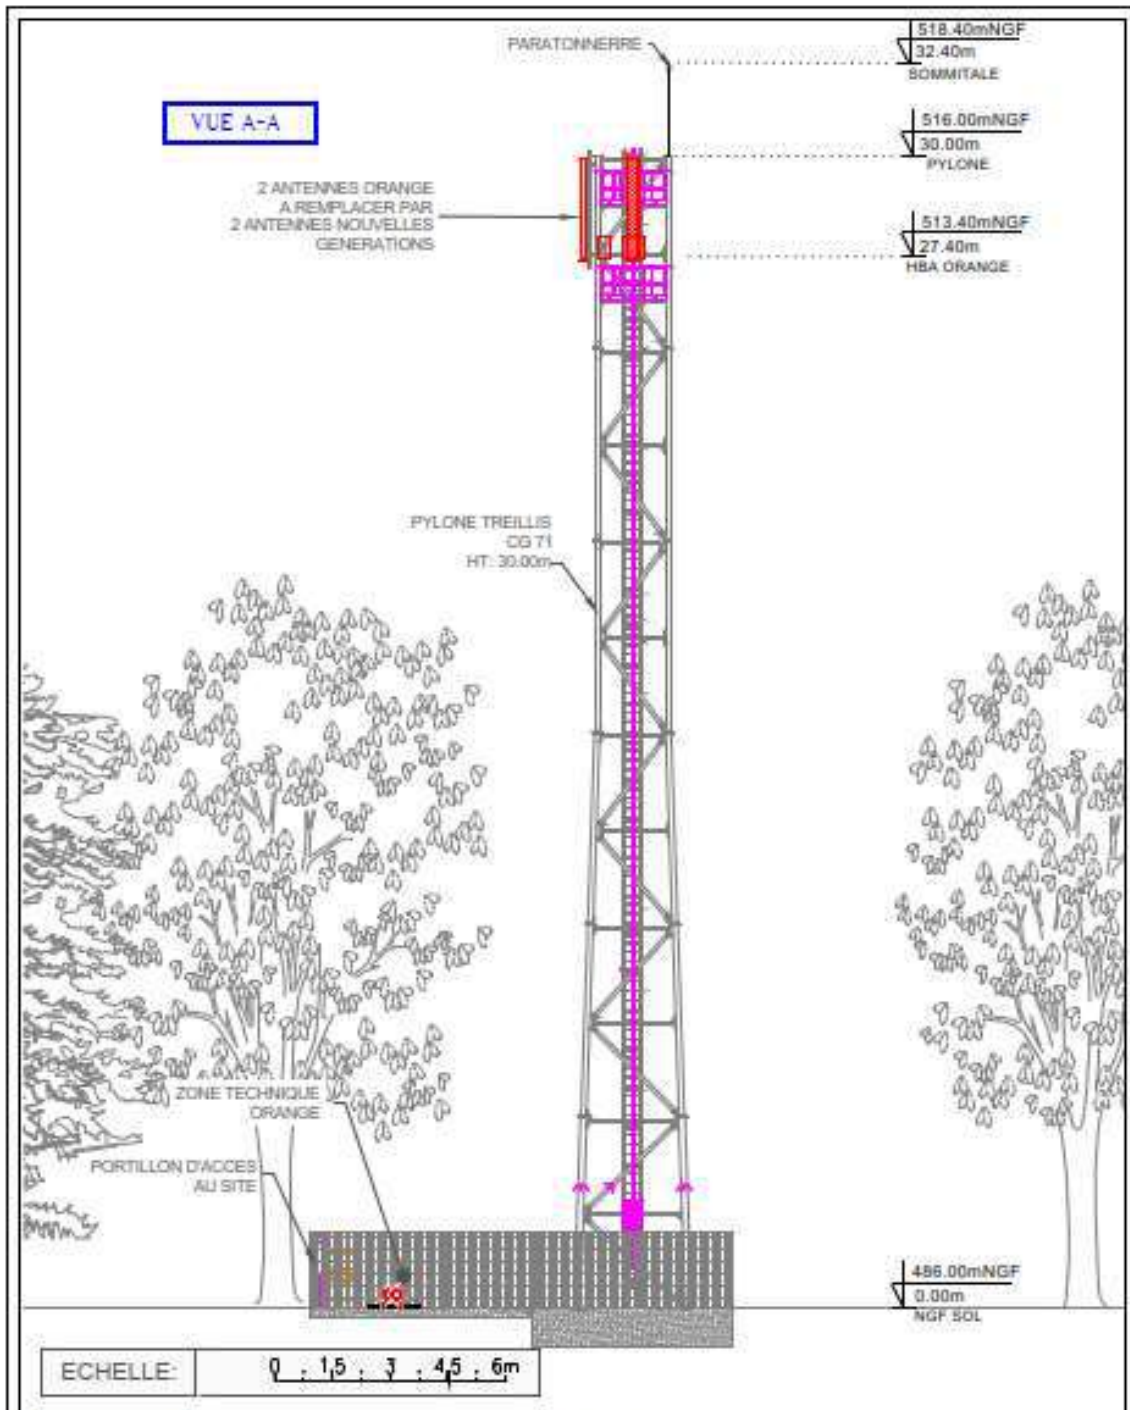 PARATONNERRE
518.40mNGF
32.40m
SOMMITALE
VUE A-A
516.00mNGF
30.00m
PYLONE
2 ANTENNES ORANGE
A REMPLACER PAR
2 ANTENNES NOUVELLES
GENERATIONS
513.40mNGF
27.40m
HBA ORANGE
PYLONE TREILLIS
CG 71
HT: 30.00m
ZONE TECHNIQUE
ORANGE
PORTILLON D'ACCES
AU SITE
486.00mNGF
0.00m
NGF SOL
ECHELLE: 0 1,5 3 4,5 6m